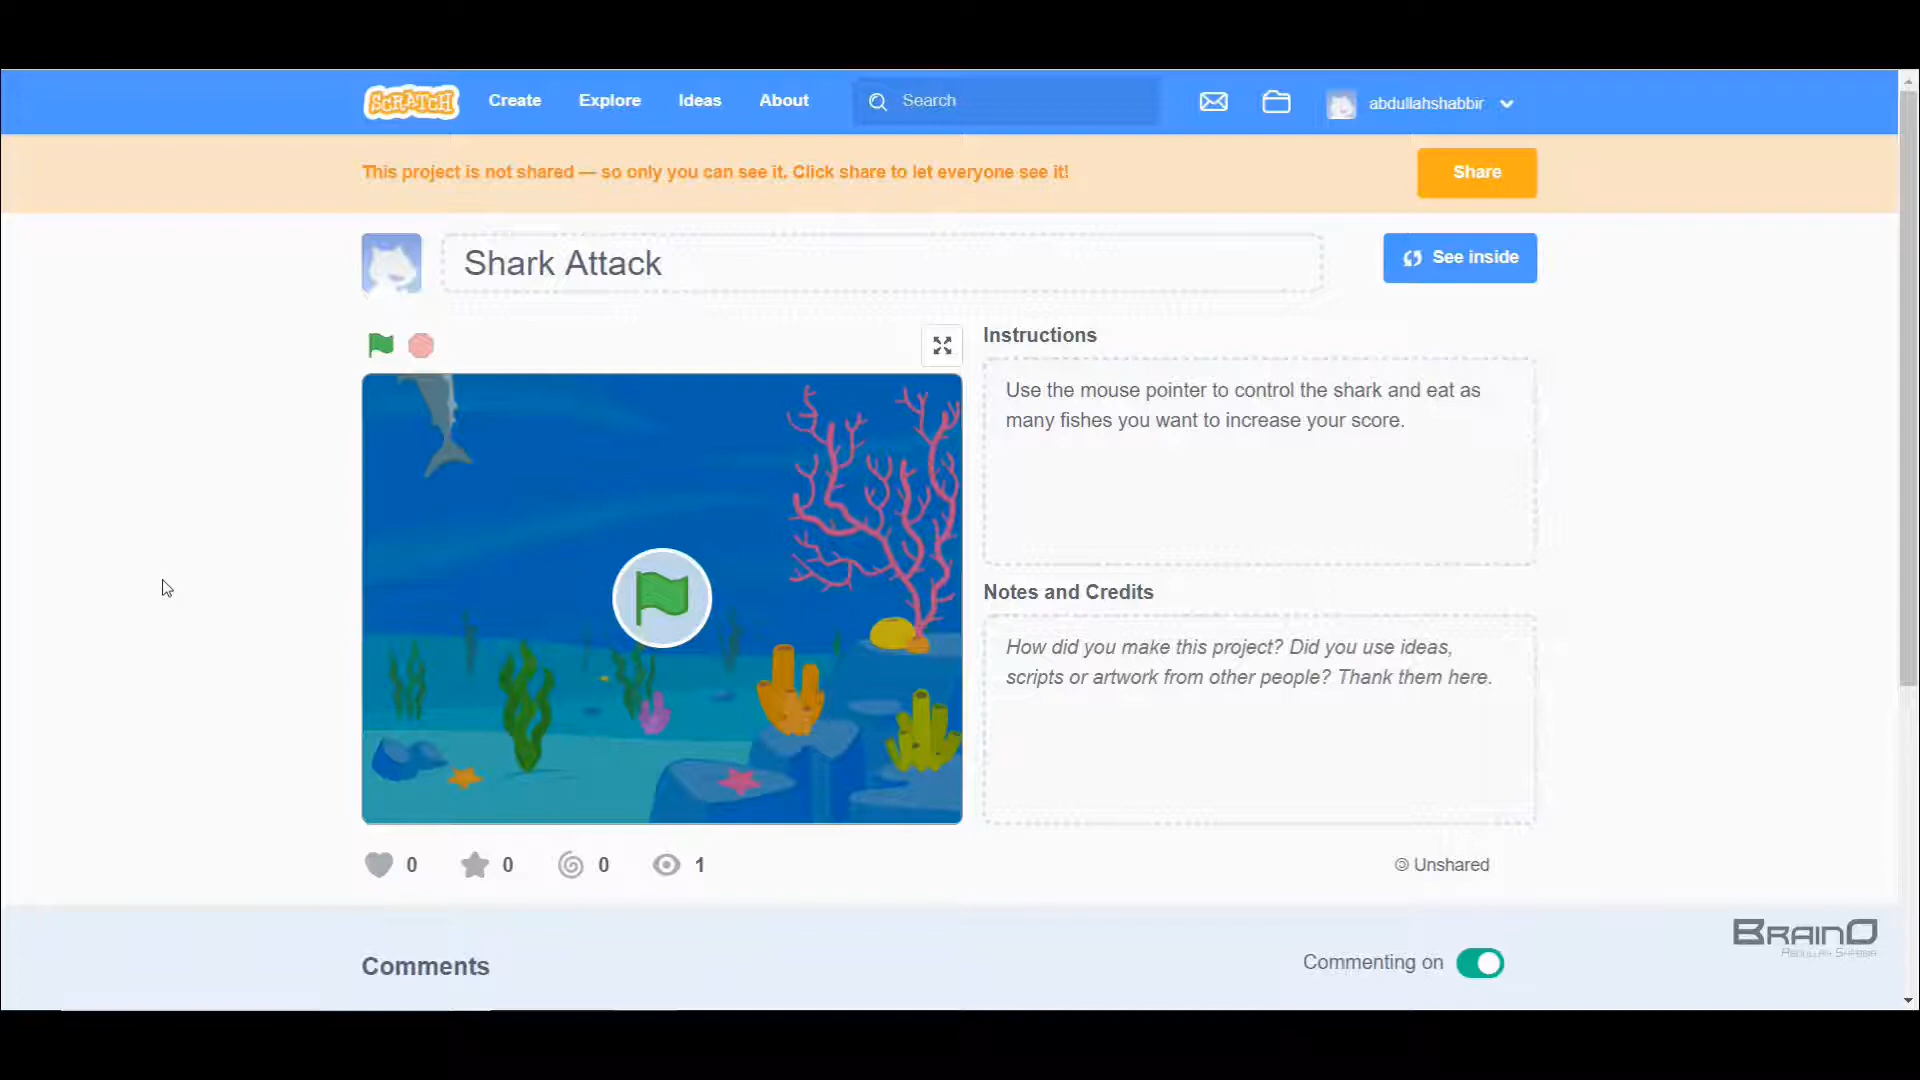 SCRATCH Create Explore Ideas About Search abdullahshabbir
This project is not shared — so only you can see it. Click share to let everyone see it!
Share
Shark Attack
See inside
Instructions
Use the mouse pointer to control the shark and eat as
many fishes you want to increase your score.
Notes and Credits
How did you make this project? Did you use ideas,
scripts or artwork from other people? Thank them here.
0 0 0 1
Unshared
Comments
Commenting on
BRAINO
ABDULLAH SHABBIR